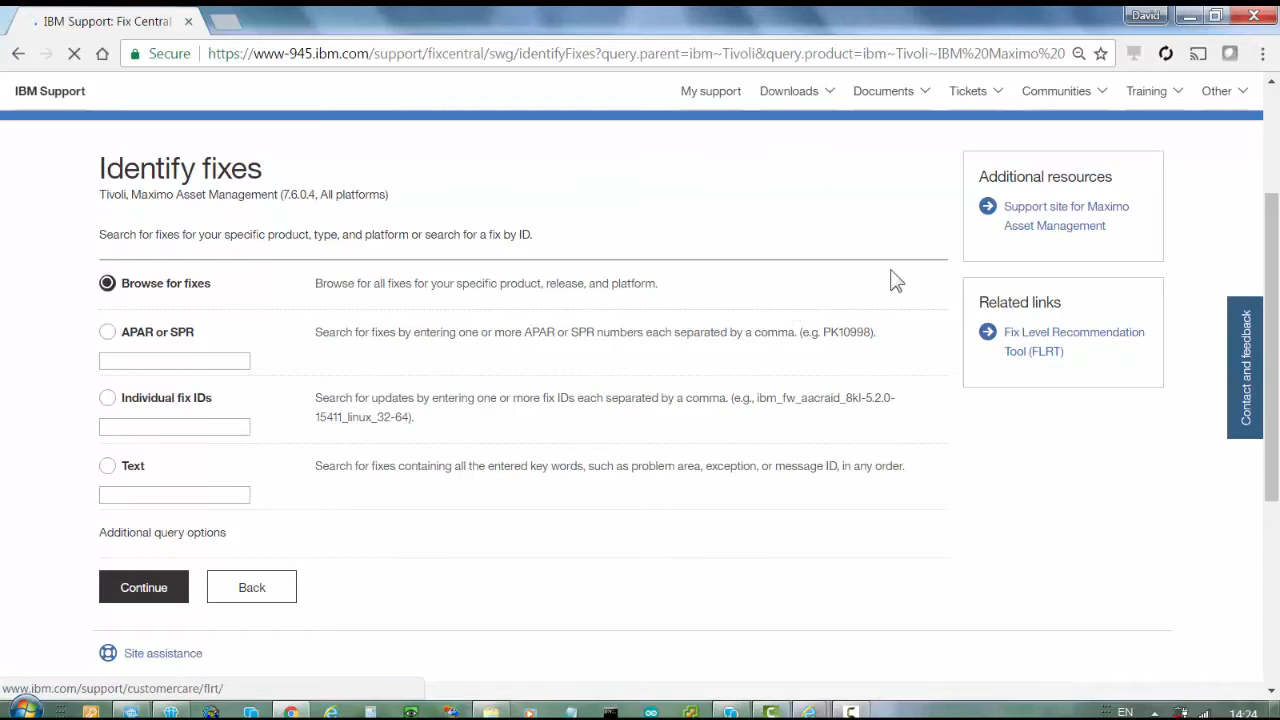 IBM Support: Fix Central
David
Secure
https://www-945.ibm.com/support/fixcentral/swg/identifyFixes?query.parent=ibm~Tivoli&query.product=ibm~Tivoli~IBM%20Maximo%20
IBM Support
My support
Downloads
Documents
Tickets
Communities
Training
Other
Identify fixes
Tivoli, Maximo Asset Management (7.6.0.4, All platforms)
Search for fixes for your specific product, type, and platform or search for a fix by ID.
Browse for fixes
Browse for all fixes for your specific product, release, and platform.
APAR or SPR
Search for fixes by entering one or more APAR or SPR numbers each separated by a comma. (e.g. PK10998).
Individual fix IDs
Search for updates by entering one or more fix IDs each separated by a comma. (e.g., ibm_fw_aacraid_8kl-5.2.0-
15411_linux_32-64).
Text
Search for fixes containing all the entered key words, such as problem area, exception, or message ID, in any order.
Additional query options
Continue
Back
Site assistance
Additional resources
Support site for Maximo
Asset Management
Related links
Fix Level Recommendation
Tool (FLRT)
Contact and feedback
www.ibm.com/support/customercare/flrt/
EN
14:24